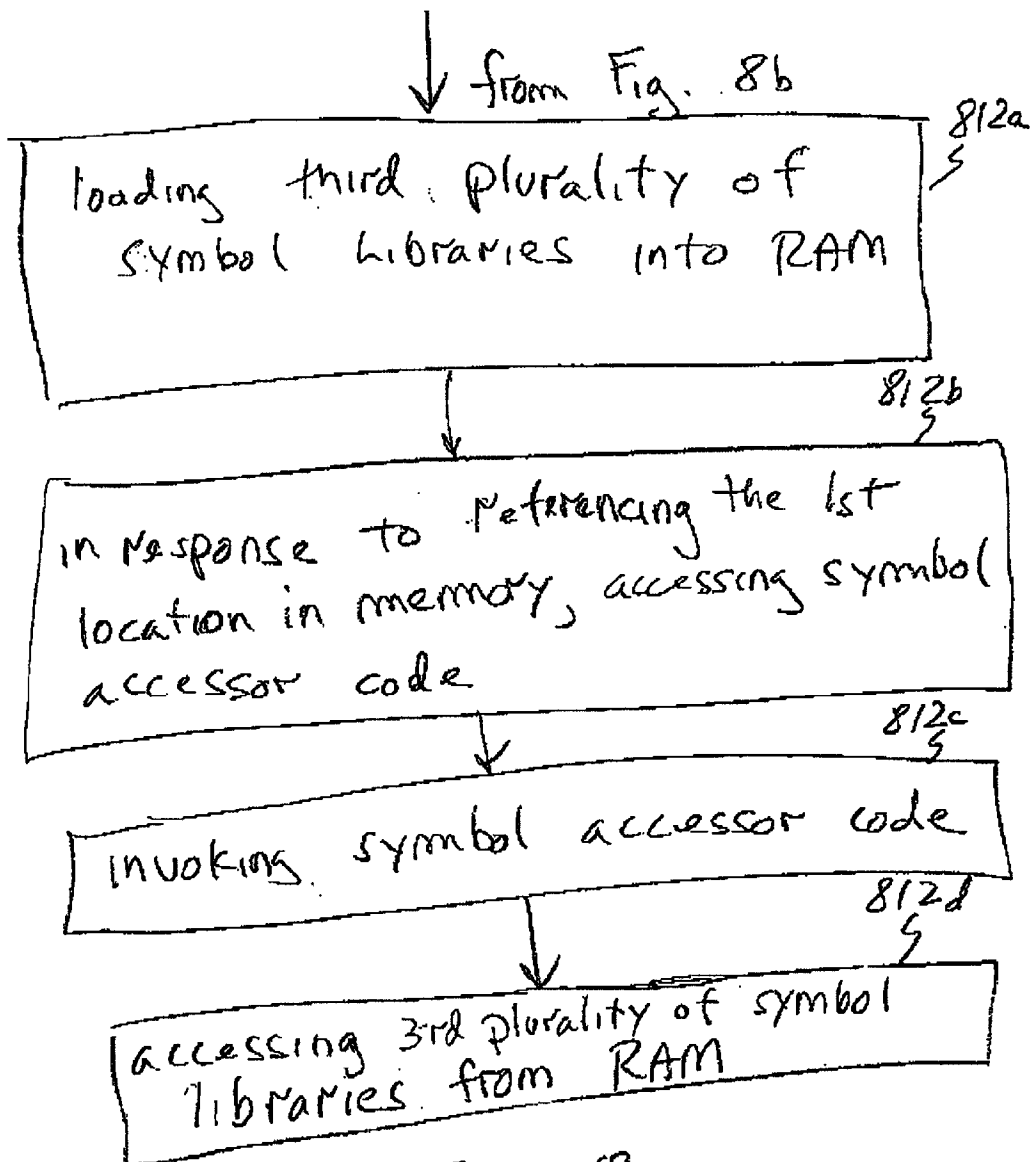 from Fig. 8b
812a
loading third plurality of
symbol Libraries into RAM
812b
in response to referencing the 1st
location in memory, accessing symbol
accessor code
812c
invoking symbol accessor code
812d
accessing 3rd plurality of symbol
libraries from RAM